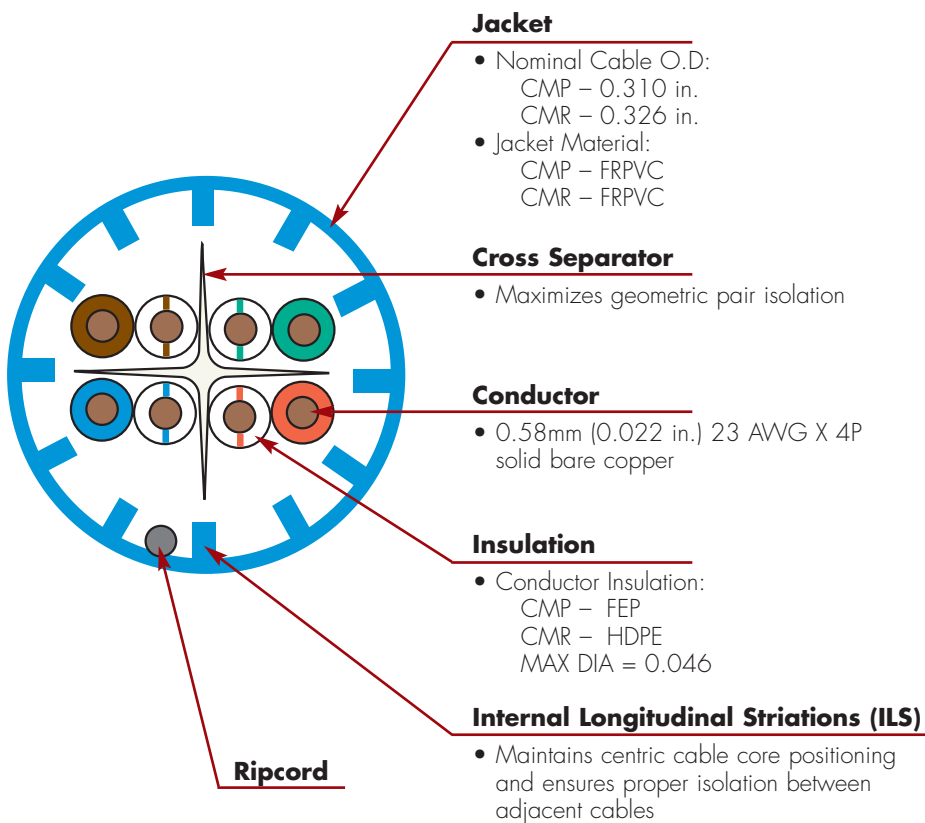 Jacket
• Nominal Cable O.D:
CMP – 0.310 in.
CMR – 0.326 in.
• Jacket Material:
CMP – FRPVC
CMR – FRPVC
Cross Separator
• Maximizes geometric pair isolation
Conductor
• 0.58mm (0.022 in.) 23 AWG X 4P
solid bare copper
Insulation
• Conductor Insulation:
CMP – FEP
CMR – HDPE
MAX DIA = 0.046
Internal Longitudinal Striations (ILS)
• Maintains centric cable core positioning
and ensures proper isolation between
adjacent cables
Ripcord